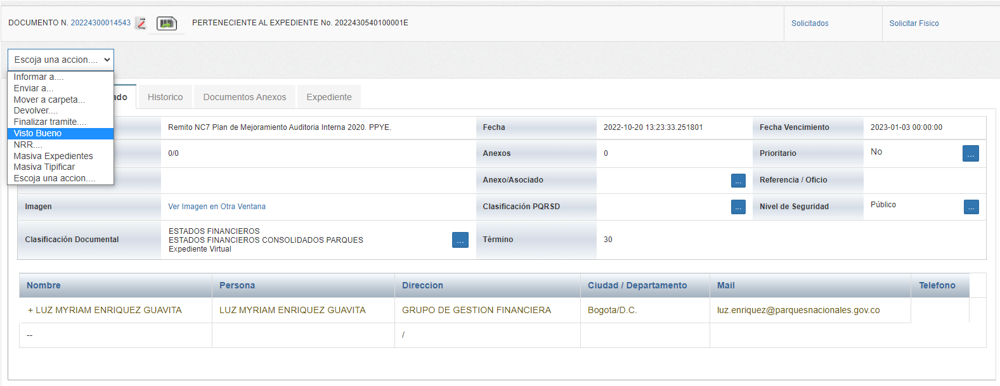 DOCUMENTO N. 20224300014543 PERTENECIENTE AL EXPEDIENTE No. 2022430540100001E Solicitados Solicitar Fisico
Escoja una accion....
Informar a....
Enviar a...
Mover a carpeta...
Devolver....
Finalizar tramite....
Visto Bueno
NRR....
Masiva Expedientes
Masiva Tipificar
Escoja una accion....
ado Historico Documentos Anexos Expediente
Remito NC7 Plan de Mejoramiento Auditoria Interna 2020. PPYE. Fecha 2022-10-20 13:23:33.251801 Fecha Vencimiento 2023-01-03 00:00:00
0/0 Anexos 0 Prioritario No ...
Anexo/Asociado ... Referencia / Oficio
Imagen Ver Imagen en Otra Ventana Clasificación PQRSD ... Nivel de Seguridad Público ...
Clasificación Documental ESTADOS FINANCIEROS
ESTADOS FINANCIEROS CONSOLIDADOS PARQUES
Expediente Virtual ... Término 30
Nombre Persona Direccion Ciudad / Departamento Mail Telefono
+ LUZ MYRIAM ENRIQUEZ GUAVITA LUZ MYRIAM ENRIQUEZ GUAVITA GRUPO DE GESTION FINANCIERA Bogota/D.C. luz.enriquez@parquesnacionales.gov.co
-- /